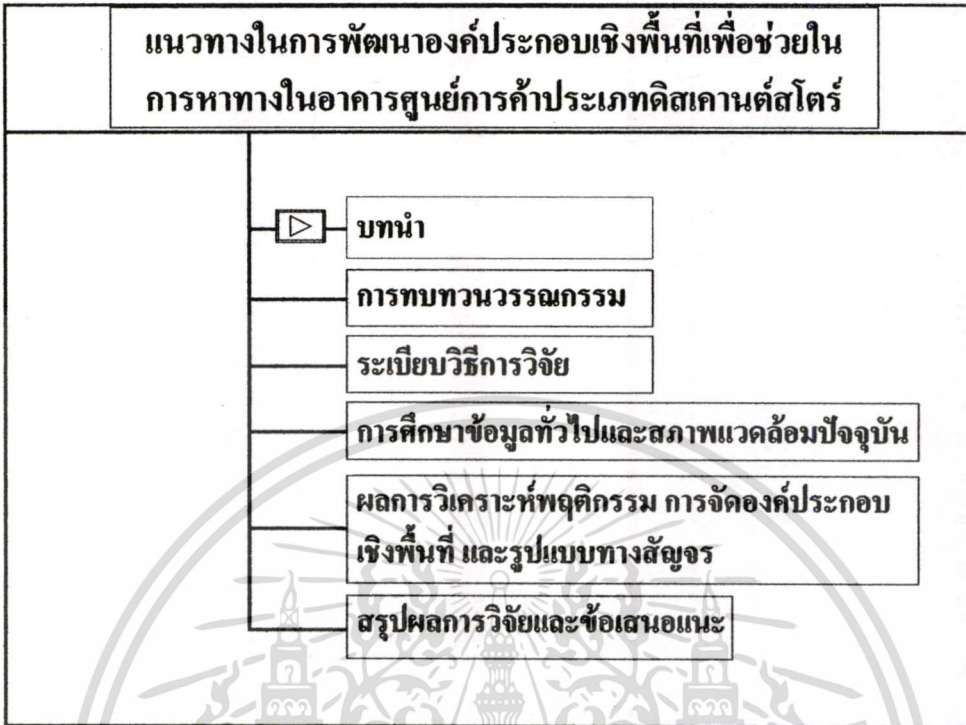 แนวทางในการพัฒนาองค์ประกอบเชิงพื้นที่เพื่อช่วยใน
การหาทางในอาคารศูนย์การค้าประเภทดิสเคานต์สโตร์
บทนำ
การทบทวนวรรณกรรม
ระเบียบวิธีการวิจัย
การศึกษาข้อมูลทั่วไปและสภาพแวดล้อมปัจจุบัน
ผลการวิเคราะห์พฤติกรรม การจัดองค์ประกอบ
เชิงพื้นที่ และรูปแบบทางสัญจร
สรุปผลการวิจัยและข้อเสนอแนะ